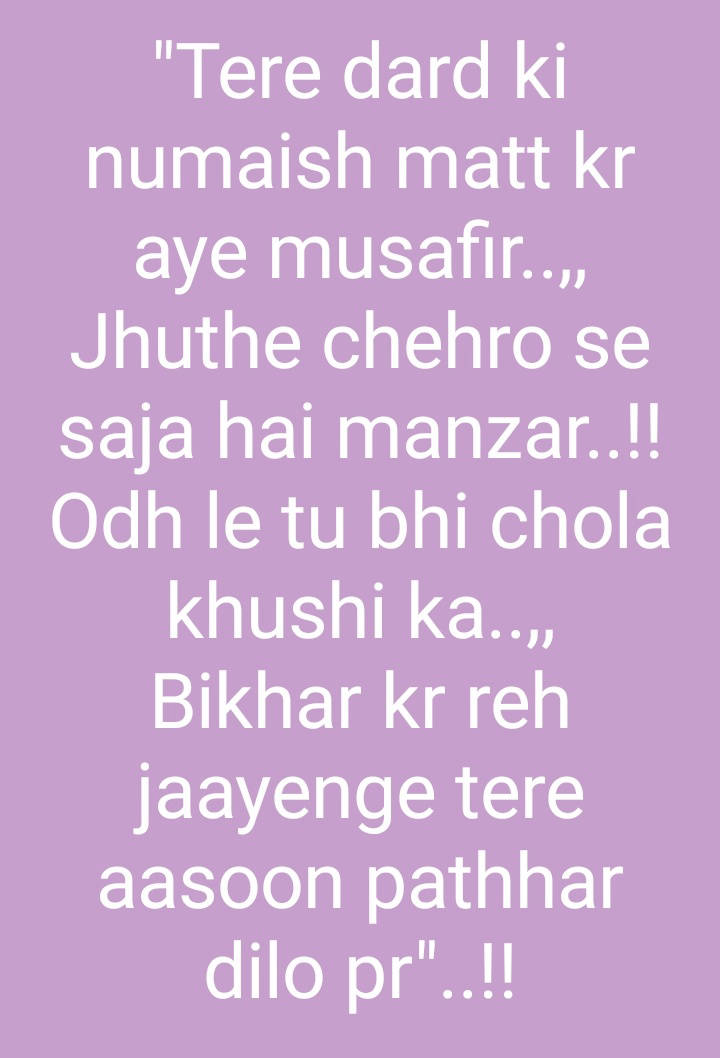 "Tere dard ki
numaish matt kr
aye musafir..,,
Jhuthe chehro se
saja hai manzar..!!
Odh le tu bhi chola
khushi ka..,,
Bikhar kr reh
jaayenge tere
aasoon pathhar
dilo pr"..!!